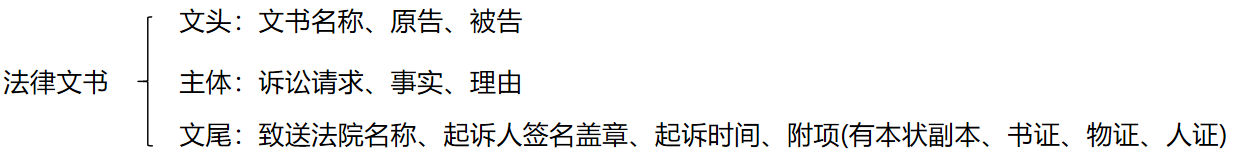 文头：文书名称、原告、被告
法律文书
主体：诉讼请求、事实、理由
文尾：致送法院名称、起诉人签名盖章、起诉时间、附项(有本状副本、书证、物证、人证)